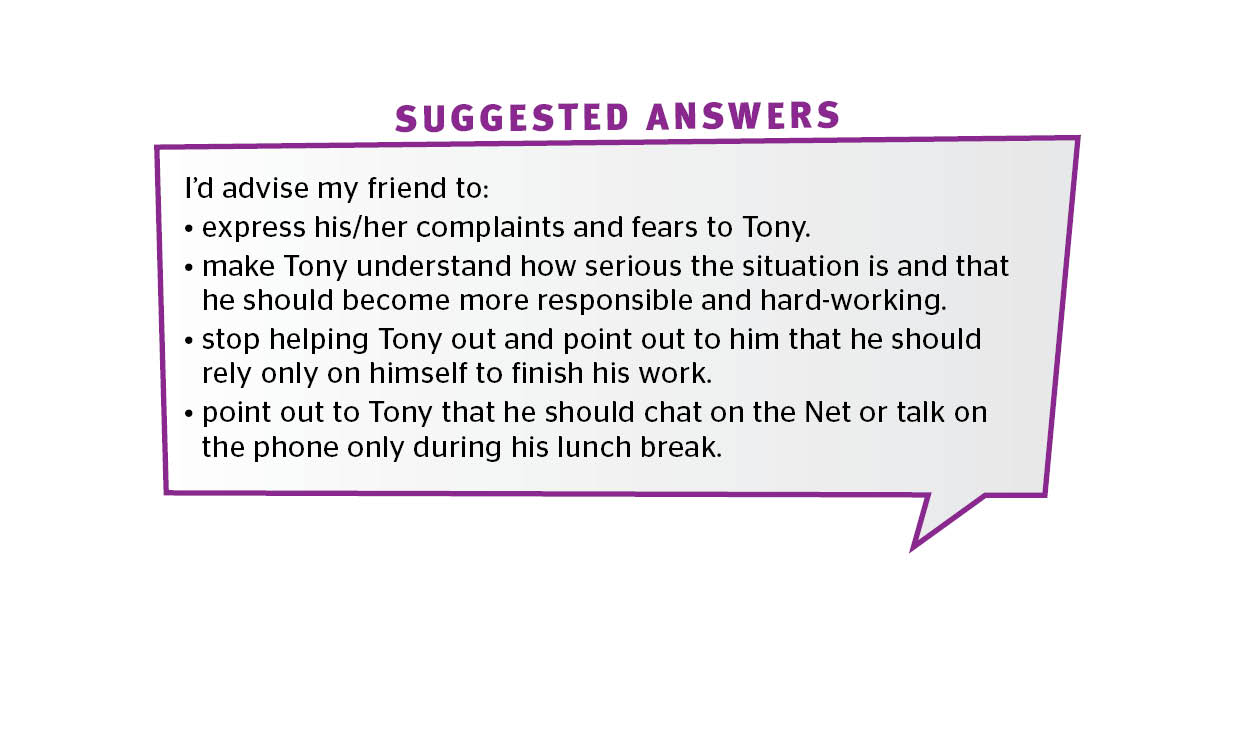 SUGGESTED ANSWERS
I'd advise my friend to:
• express his/her complaints and fears to Tony.
• make Tony understand how serious the situation is and that
he should become more responsible and hard-working.
• stop helping Tony out and point out to him that he should
rely only on himself to finish his work.
• point out to Tony that he should chat on the Net or talk on
the phone only during his lunch break.